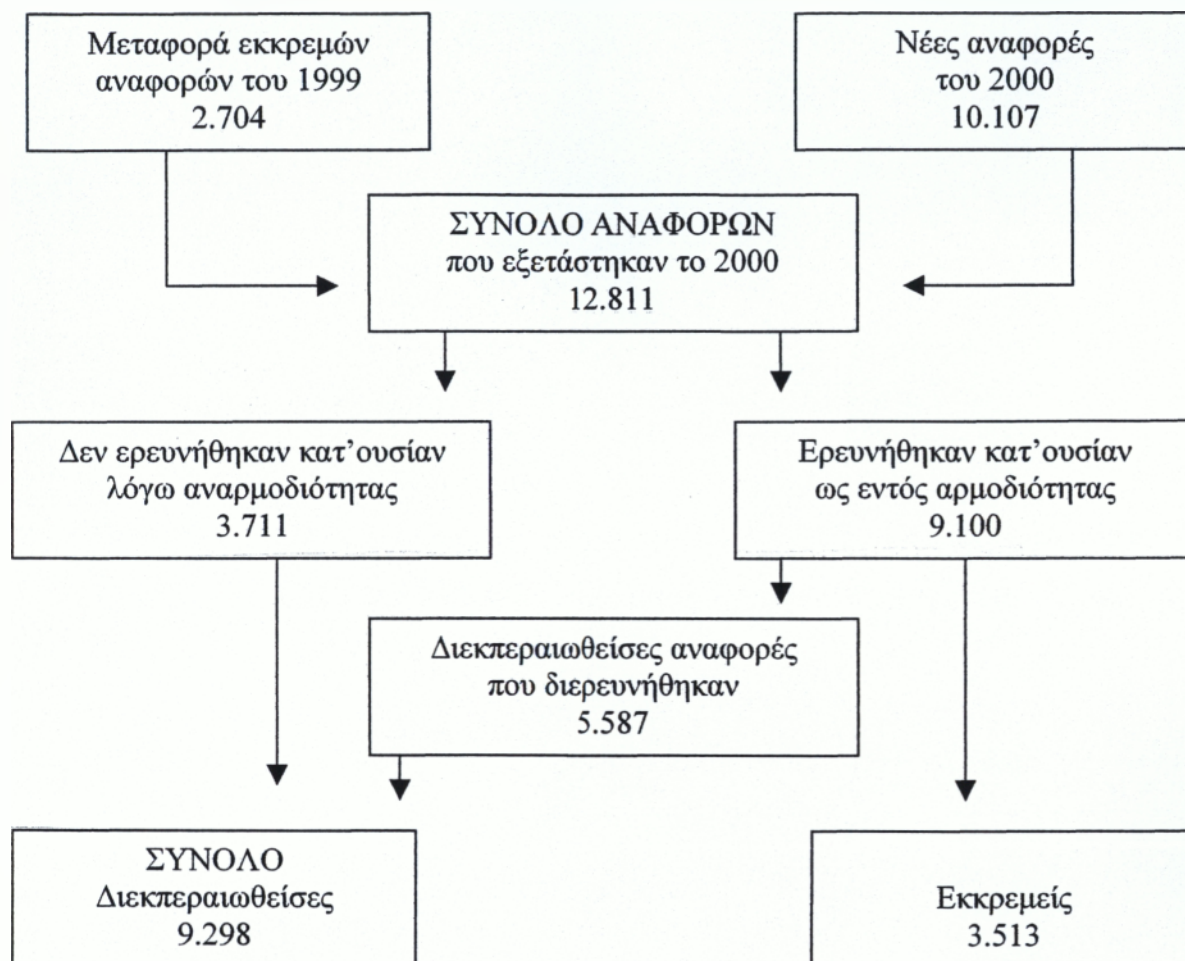 Μεταφορά εκκρεμών
αναφορών του 1999
2.704
Νέες αναφορές
του 2000
10.107
ΣΥΝΟΛΟ ΑΝΑΦΟΡΩΝ
που εξετάστηκαν το 2000
12.811
Δεν ερευνήθηκαν κατ’ουσίαν
λόγω αναρμοδιότητας
3.711
Ερευνήθηκαν κατ’ουσίαν
ως εντός αρμοδιότητας
9.100
Διεκπεραιωθείσες αναφορές
που διερευνήθηκαν
5.587
ΣΥΝΟΛΟ
Διεκπεραιωθείσες
9.298
Εκκρεμείς
3.513